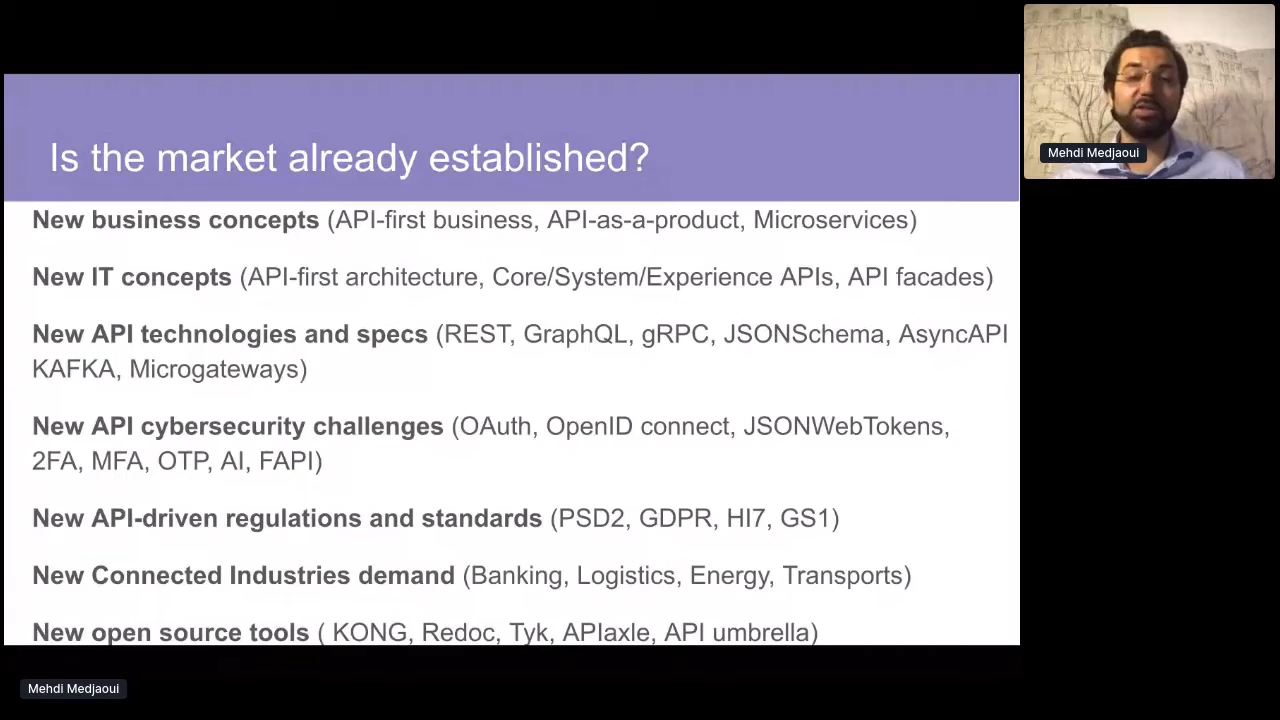 Is the market already established?
New business concepts (API-first business, API-as-a-product, Microservices)
New IT concepts (API-first architecture, Core/System/Experience APIs, API facades)
New API technologies and specs (REST, GraphQL, gRPC, JSONSchema, AsyncAPI
KAFKA, Microgateways)
New API cybersecurity challenges (OAuth, OpenID connect, JSONWebTokens,
2FA, MFA, OTP, AI, FAPI)
New API-driven regulations and standards (PSD2, GDPR, HI7, GS1)
New Connected Industries demand (Banking, Logistics, Energy, Transports)
New open source tools ( KONG, Redoc, Tyk, APIaxle, API umbrella)
Mehdi Medjaoui
Mehdi Medjaoui